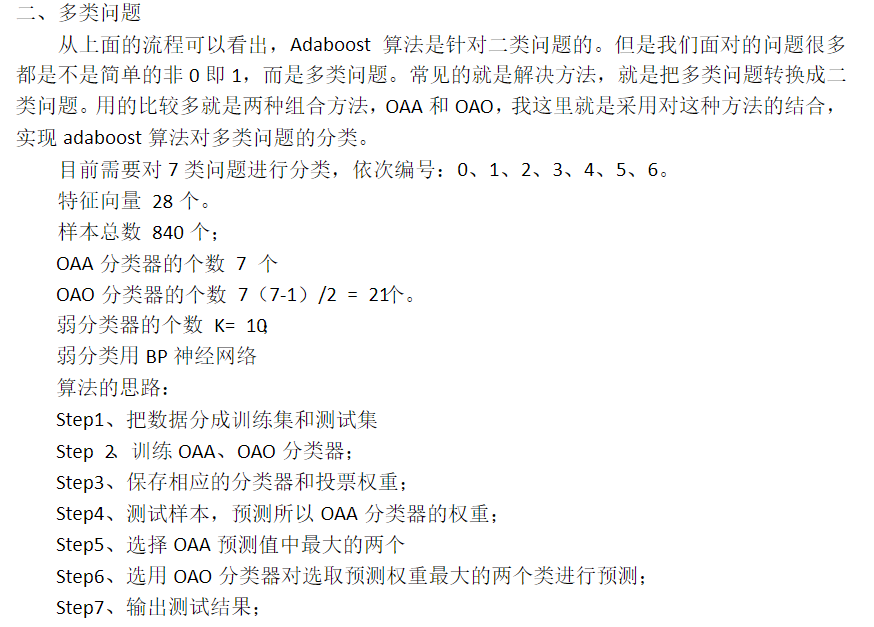 二、多类问题
从上面的流程可以看出，Adaboost 算法是针对二类问题的。但是我们面对的问题很多
都是不是简单的非 0 即 1，而是多类问题。常见的就是解决方法，就是把多类问题转换成二
类问题。用的比较多就是两种组合方法，OAA 和 OAO，我这里就是采用对这种方法的结合，
实现 adaboost 算法对多类问题的分类。
目前需要对 7 类问题进行分类，依次编号：0、1、2、3、4、5、6。
特征向量 28 个。
样本总数 840 个；
OAA 分类器的个数 7 个
OAO 分类器的个数 7（7-1）/2 = 21个。
弱分类器的个数 K= 10；
弱分类用 BP 神经网络
算法的思路：
Step1、把数据分成训练集和测试集
Step 2、训练 OAA、OAO 分类器；
Step3、保存相应的分类器和投票权重；
Step4、测试样本，预测所以 OAA 分类器的权重；
Step5、选择 OAA 预测值中最大的两个
Step6、选用 OAO 分类器对选取预测权重最大的两个类进行预测；
Step7、输出测试结果；